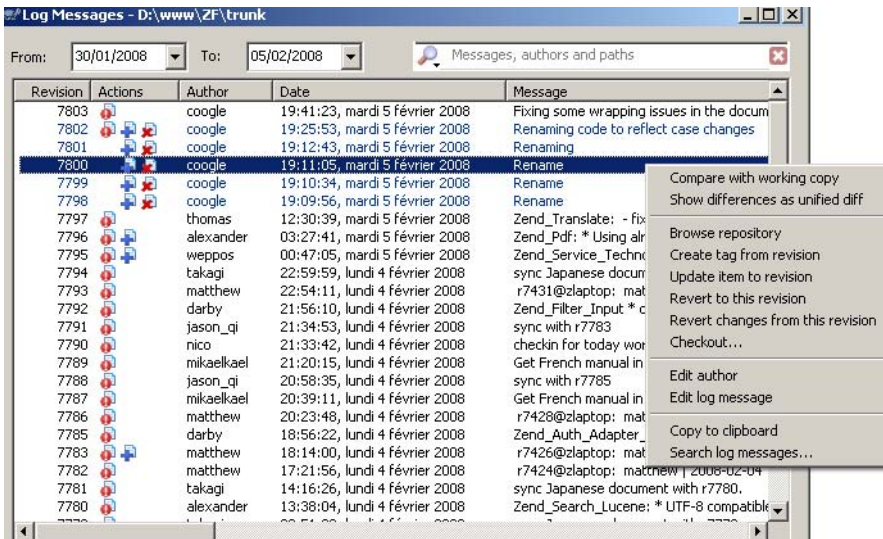 Log Messages - D:\www\ZF\trunk
From: 30/01/2008 To: 05/02/2008 Messages, authors and paths
Revision Actions Author Date Message
7803 coogle 19:41:23, mardi 5 février 2008 Fixing some wrapping issues in the docum
7802 coogle 19:25:53, mardi 5 février 2008 Renaming code to reflect case changes
7801 coogle 19:12:43, mardi 5 février 2008 Renaming
7800 coogle 19:11:05, mardi 5 février 2008 Rename
7799 coogle 19:10:34, mardi 5 février 2008 Rename
7798 coogle 19:09:56, mardi 5 février 2008 Rename
7797 thomas 12:30:39, mardi 5 février 2008 Zend_Translate: - fix
7796 alexander 03:27:41, mardi 5 février 2008 Zend_Pdf: * Using alr
7795 weppos 00:47:05, mardi 5 février 2008 Zend_Service_Techno
7794 takagi 22:59:59, lundi 4 février 2008 sync Japanese docum
7793 matthew 22:54:11, lundi 4 février 2008 r7431@zlaptop: mat
7792 darby 21:56:10, lundi 4 février 2008 Zend_Filter_Input * c
7791 jason_qi 21:34:53, lundi 4 février 2008 sync with r7783
7790 nico 21:33:42, lundi 4 février 2008 checkin for today wor
7789 mikaelkael 21:20:15, lundi 4 février 2008 Get French manual in
7788 jason_qi 20:58:35, lundi 4 février 2008 sync with r7785
7787 mikaelkael 20:39:11, lundi 4 février 2008 Get French manual in
7786 matthew 20:23:48, lundi 4 février 2008 r7428@zlaptop: mat
7785 darby 18:56:22, lundi 4 février 2008 Zend_Auth_Adapter_
7783 matthew 18:14:00, lundi 4 février 2008 r7426@zlaptop: mat
7782 matthew 17:21:56, lundi 4 février 2008 r7424@zlaptop: matthew | 2008-02-04
7781 takagi 14:16:26, lundi 4 février 2008 sync Japanese document with r7780.
7780 alexander 13:38:04, lundi 4 février 2008 Zend_Search_Lucene: * UTF-8 compatible
Compare with working copy
Show differences as unified diff
Browse repository
Create tag from revision
Update item to revision
Revert to this revision
Revert changes from this revision
Checkout...
Edit author
Edit log message
Copy to clipboard
Search log messages...